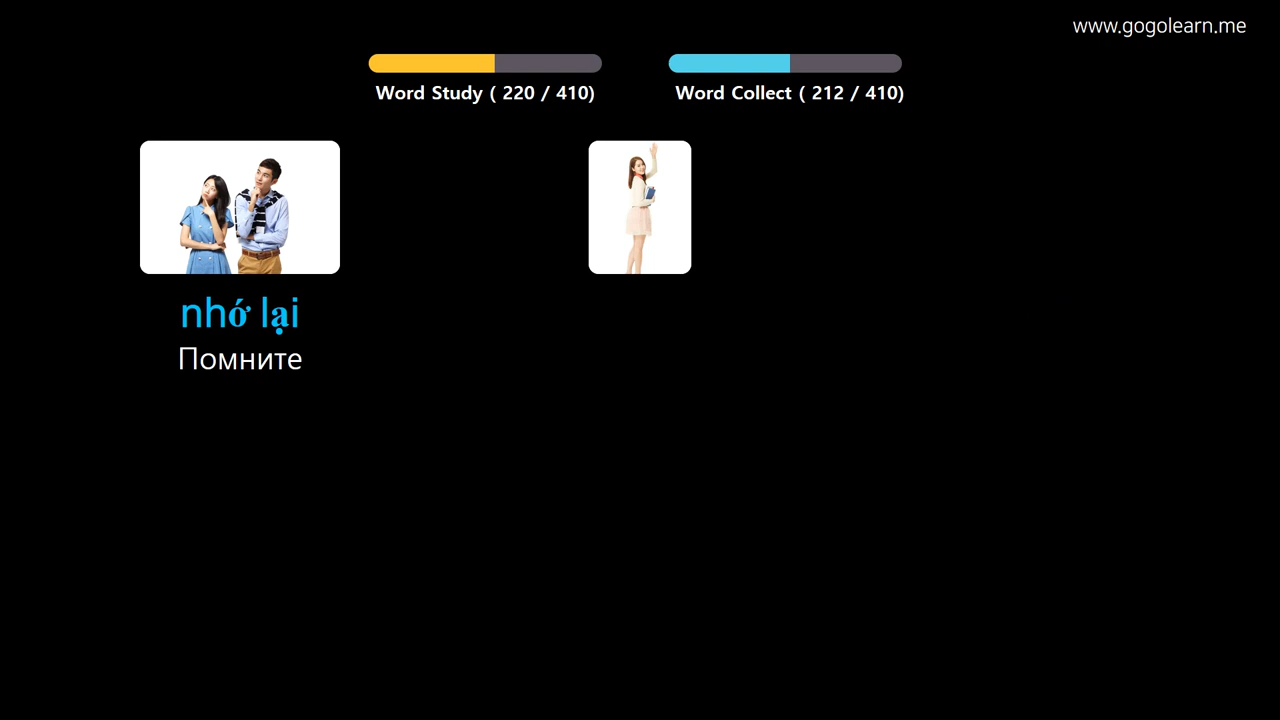 www.gogolearn.me
Word Study ( 220 / 410)
Word Collect ( 212 / 410)
nhớ lại
Помните